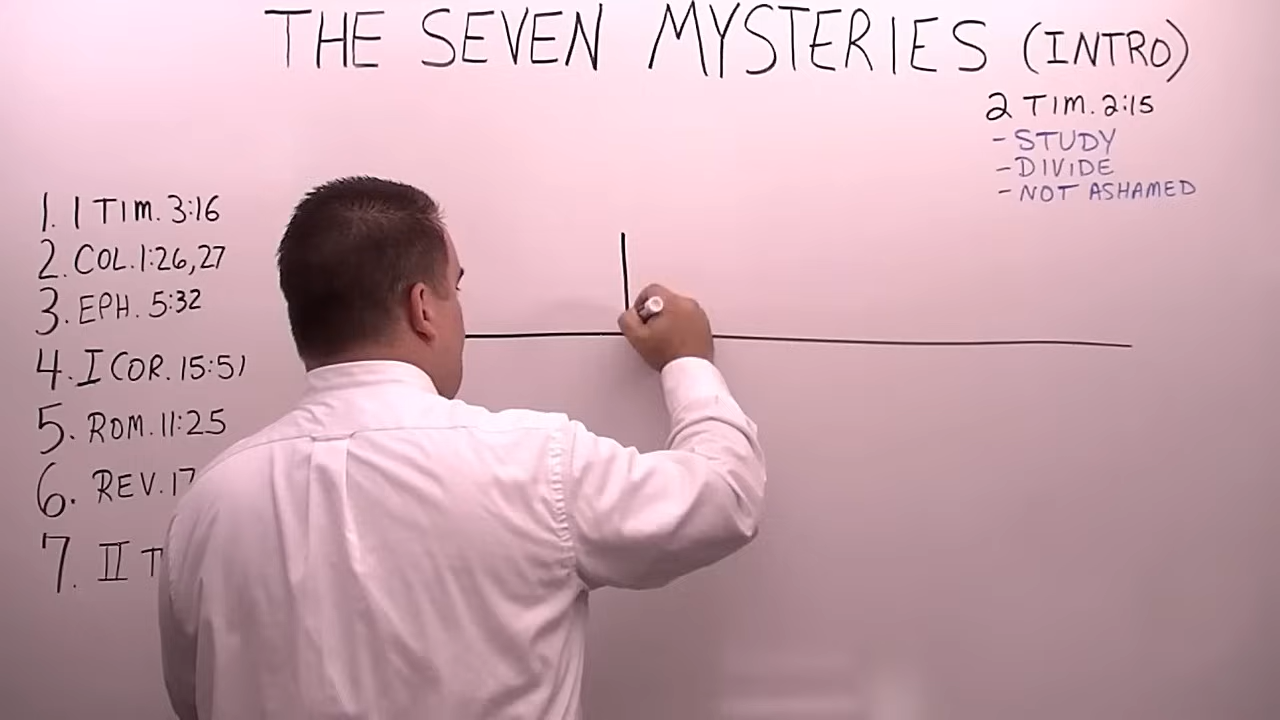 THE SEVEN MYSTERIES (INTRO)
2 TIM. 2:15
- STUDY
- DIVIDE
- NOT ASHAMED
1. 1 TIM. 3:16
2. COL. 1:26,27
3. EPH. 5:32
4. I COR. 15:51
5. ROM. 11:25
6. REV. 17
7. II T